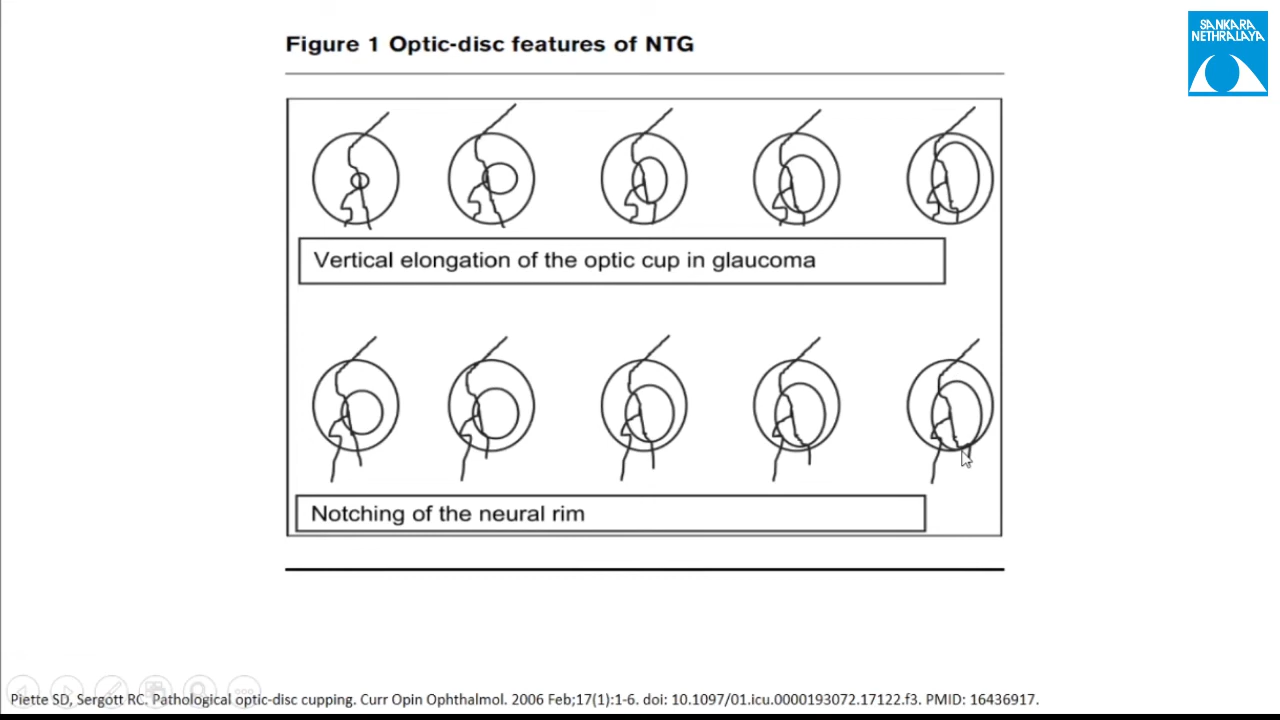 SANKARA
NETHRALAYA
Figure 1 Optic-disc features of NTG
Vertical elongation of the optic cup in glaucoma
Notching of the neural rim
Piette SD, Sergott RC. Pathological optic-disc cupping. Curr Opin Ophthalmol. 2006 Feb;17(1):1-6. doi: 10.1097/01.icu.0000193072.17122.f3. PMID: 16436917.